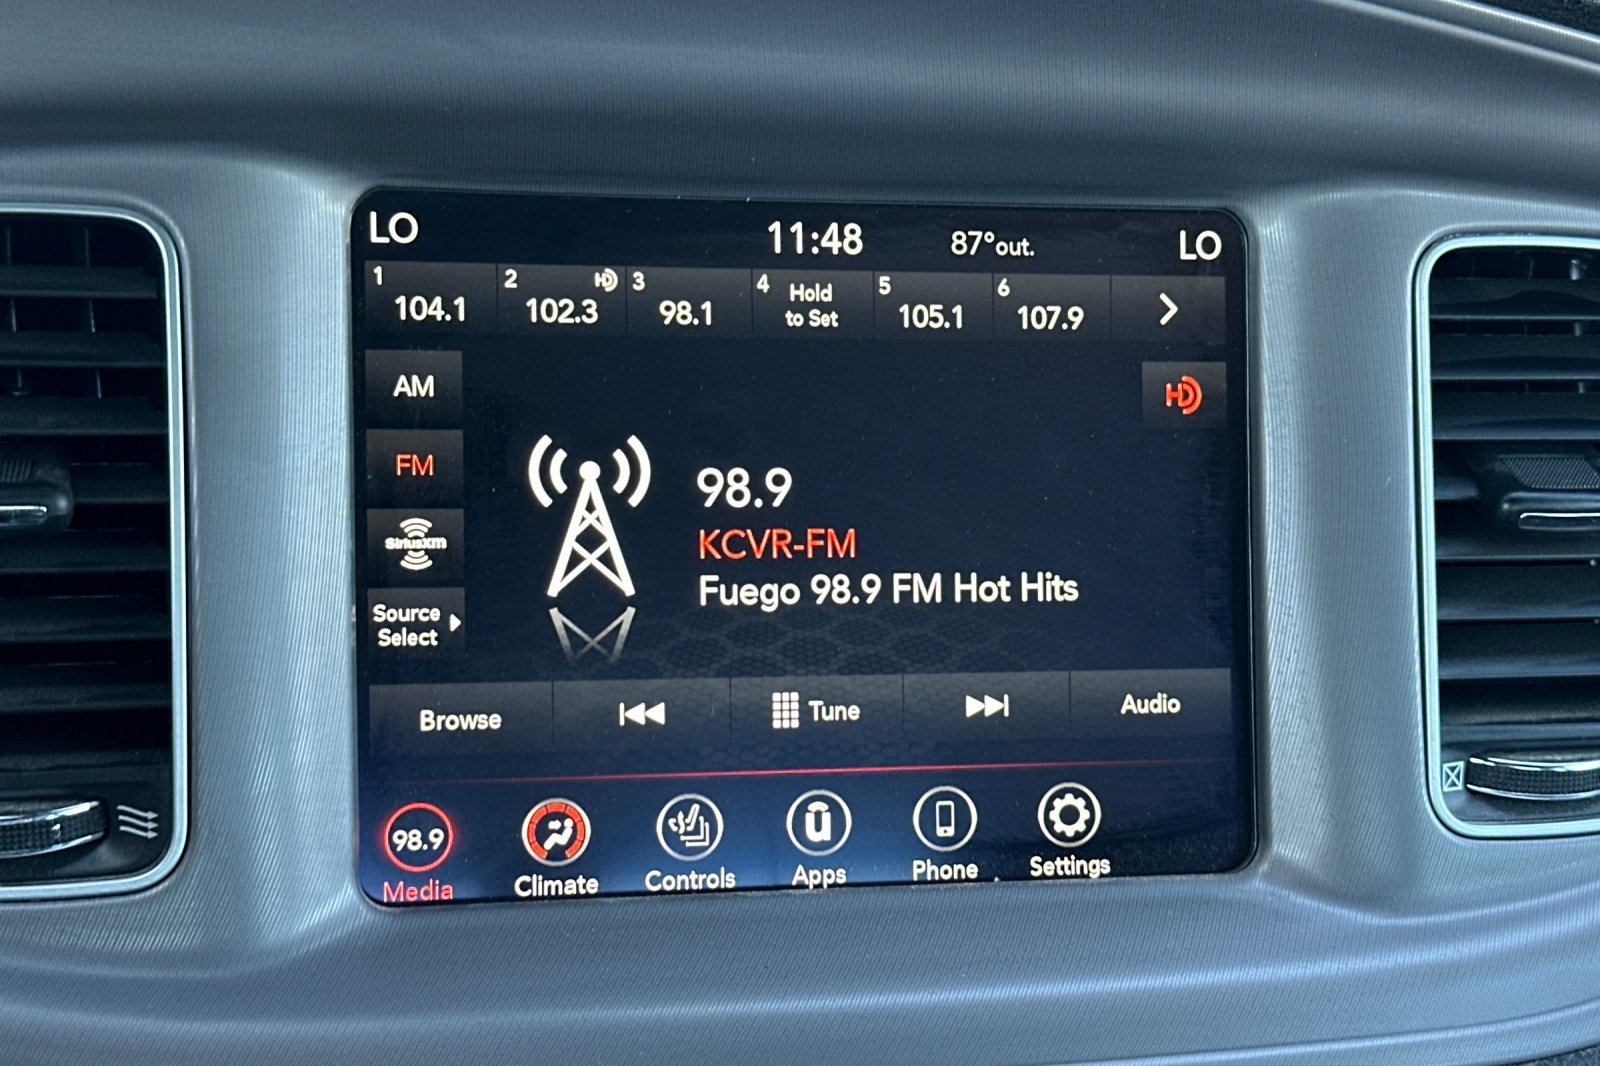 LO 11:48 87°out. LO
1 104.1 2 HD 102.3 3 98.1 4 Hold to Set 5 105.1 6 107.9
AM
HD
FM
98.9
KCVR-FM
SiriusXM
Fuego 98.9 FM Hot Hits
Source
Select
Browse Tune Audio
98.9
Media Climate Controls Apps Phone Settings